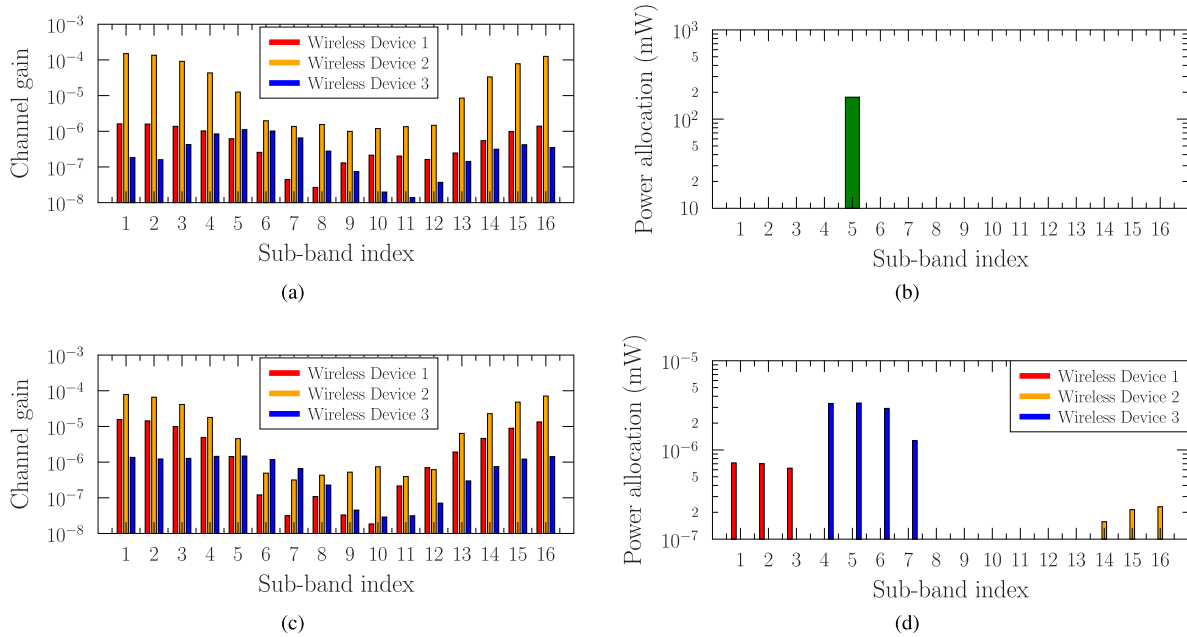 10⁻³
10⁻⁴
10⁻⁵
10⁻⁶
10⁻⁷
10⁻⁸
Channel gain
Wireless Device 1
Wireless Device 2
Wireless Device 3
1 2 3 4 5 6 7 8 9 10 11 12 13 14 15 16
Sub-band index
(a)
10³
5
2
10²
5
2
10
Power allocation (mW)
1 2 3 4 5 6 7 8 9 10 11 12 13 14 15 16
Sub-band index
(b)
10⁻³
10⁻⁴
10⁻⁵
10⁻⁶
10⁻⁷
10⁻⁸
Channel gain
Wireless Device 1
Wireless Device 2
Wireless Device 3
1 2 3 4 5 6 7 8 9 10 11 12 13 14 15 16
Sub-band index
(c)
10⁻⁵
5
2
10⁻⁶
5
2
10⁻⁷
Power allocation (mW)
Wireless Device 1
Wireless Device 2
Wireless Device 3
1 2 3 4 5 6 7 8 9 10 11 12 13 14 15 16
Sub-band index
(d)